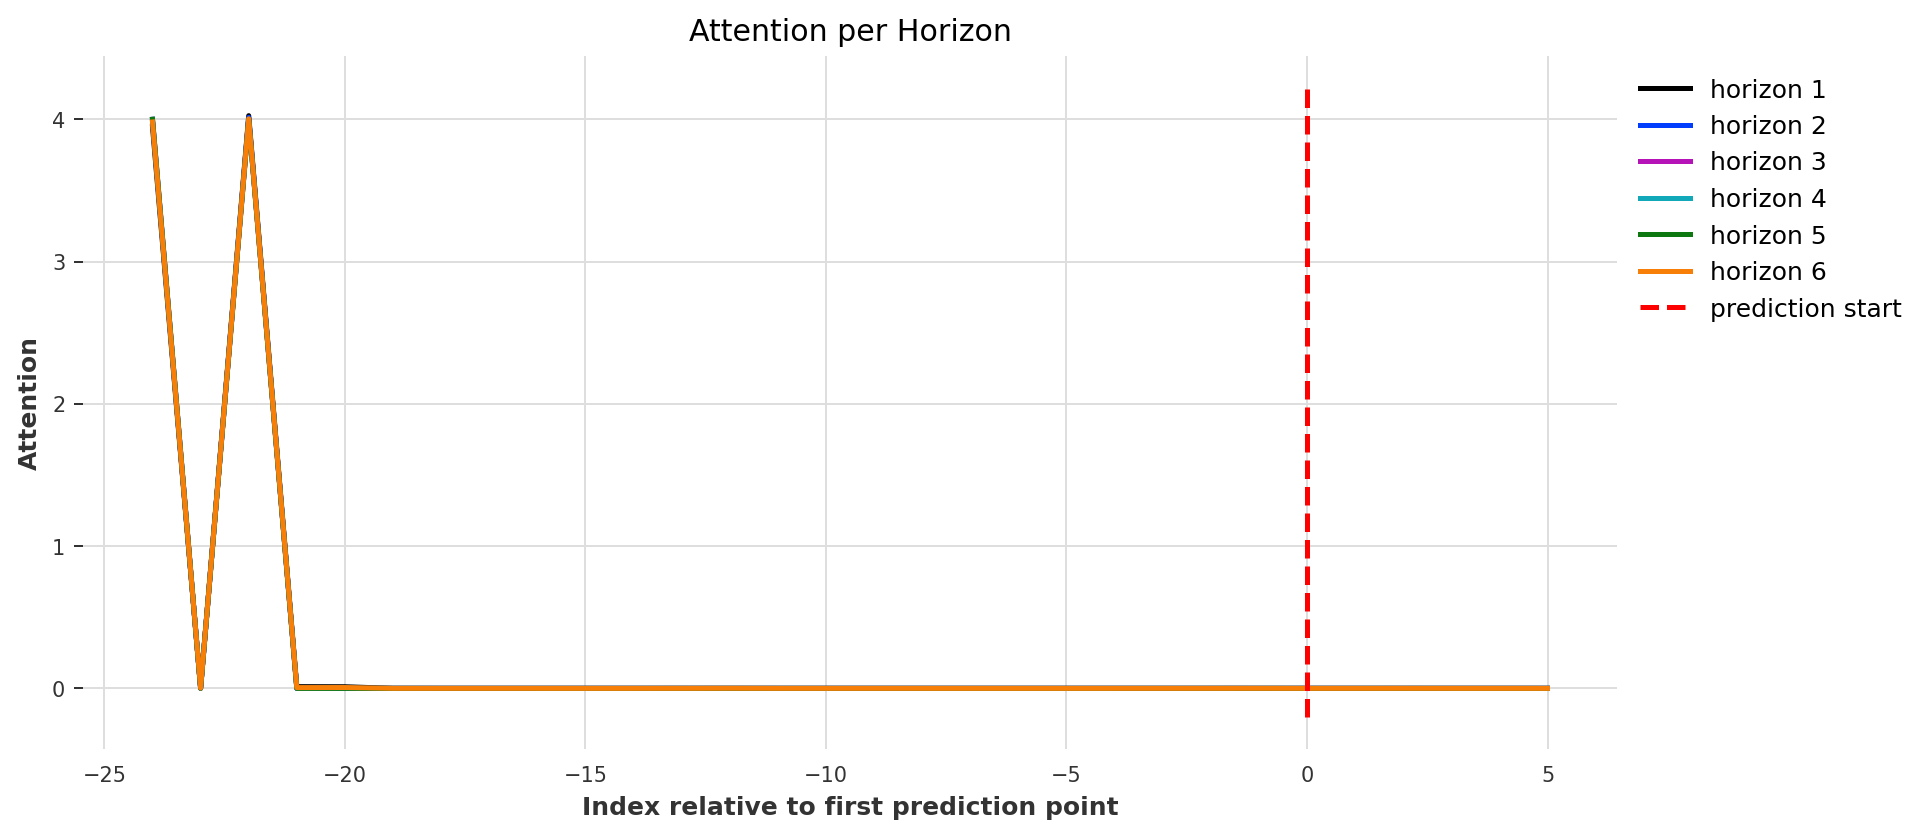 Attention per Horizon
4
3
2
1
0
Attention
−25
−20
−15
−10
−5
0
5
Index relative to first prediction point
horizon 1
horizon 2
horizon 3
horizon 4
horizon 5
horizon 6
prediction start